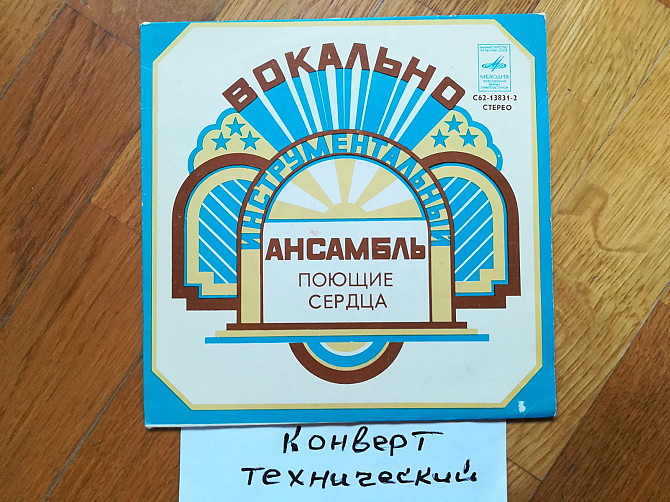 ВОКАЛЬНО
МЕЛОДИЯ
С62-13831-2
СТЕРЕО
ИНСТРУМЕНТАЛЬНЫЙ
АНСАМБЛЬ
ПОЮЩИЕ
СЕРДЦА
Конверт
технический